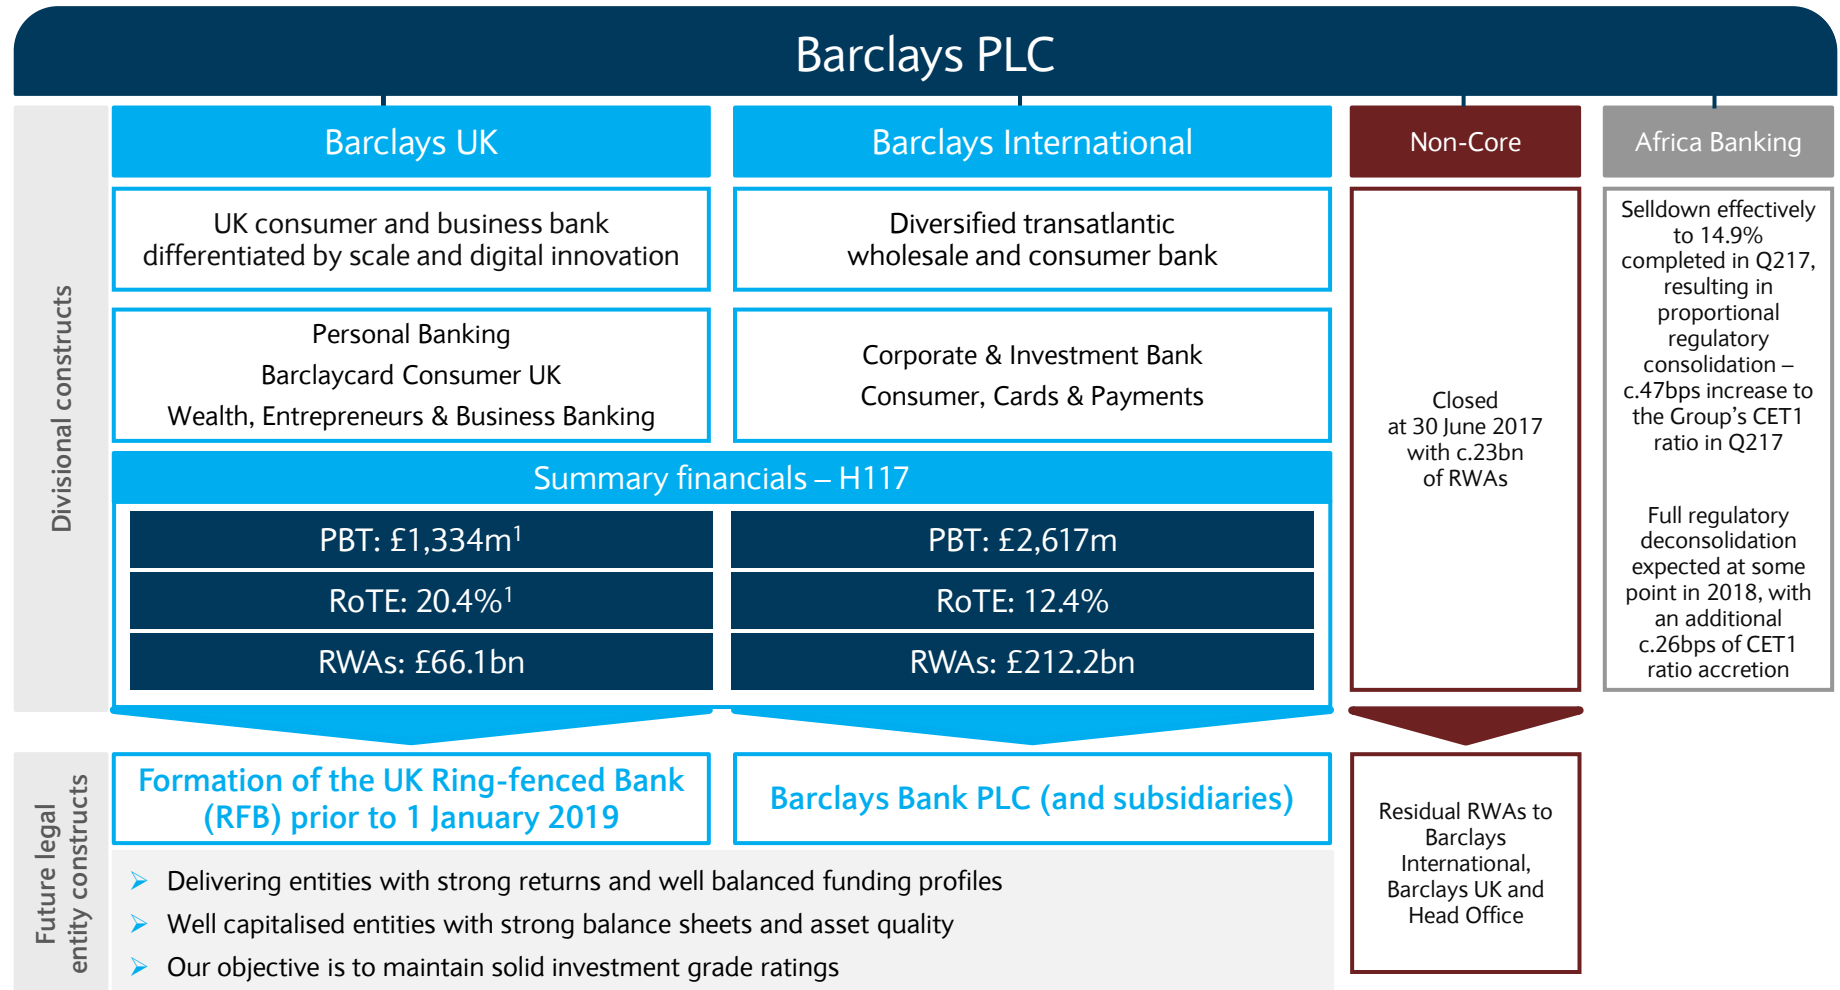 Barclays PLC
Divisional constructs
Barclays UK
UK consumer and business bank
differentiated by scale and digital innovation
Personal Banking
Barclaycard Consumer UK
Wealth, Entrepreneurs & Business Banking
Barclays International
Diversified transatlantic
wholesale and consumer bank
Corporate & Investment Bank
Consumer, Cards & Payments
Summary financials – H117
PBT: £1,334m¹
PBT: £2,617m
RoTE: 20.4%¹
RoTE: 12.4%
RWAs: £66.1bn
RWAs: £212.2bn
Non-Core
Closed
at 30 June 2017
with c.23bn
of RWAs
Africa Banking
Selldown effectively
to 14.9%
completed in Q217,
resulting in
proportional
regulatory
consolidation –
c.47bps increase to
the Group’s CET1
ratio in Q217
Full regulatory
deconsolidation
expected at some
point in 2018, with
an additional
c.26bps of CET1
ratio accretion
Future legal
entity constructs
Formation of the UK Ring-fenced Bank
(RFB) prior to 1 January 2019
Barclays Bank PLC (and subsidiaries)
➢ Delivering entities with strong returns and well balanced funding profiles
➢ Well capitalised entities with strong balance sheets and asset quality
➢ Our objective is to maintain solid investment grade ratings
Residual RWAs to
Barclays
International,
Barclays UK and
Head Office